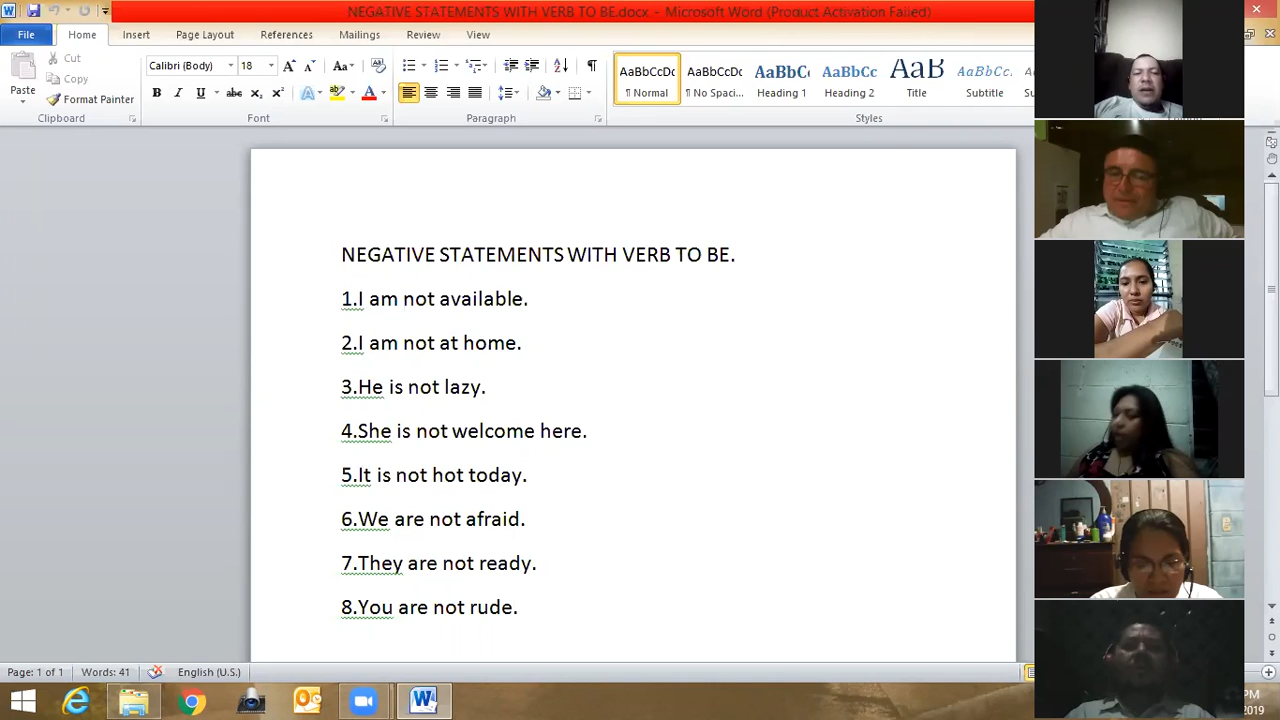 NEGATIVE STATEMENTS WITH VERB TO BE.docx - Microsoft Word (Product Activation Failed)
File Home Insert Page Layout References Mailings Review View
Cut
Copy
Format Painter
Paste
Calibri (Body) 18
AaBbCcDc AaBbCcDc AaBbC AaBbCc AaB AaBbCcD
¶ Normal ¶ No Spaci... Heading 1 Heading 2 Title Subtitle
Clipboard Font Paragraph Styles
NEGATIVE STATEMENTS WITH VERB TO BE.
1.I am not available.
2.I am not at home.
3.He is not lazy.
4.She is not welcome here.
5.It is not hot today.
6.We are not afraid.
7.They are not ready.
8.You are not rude.
Page: 1 of 1 Words: 41 English (U.S.)
PM
2019